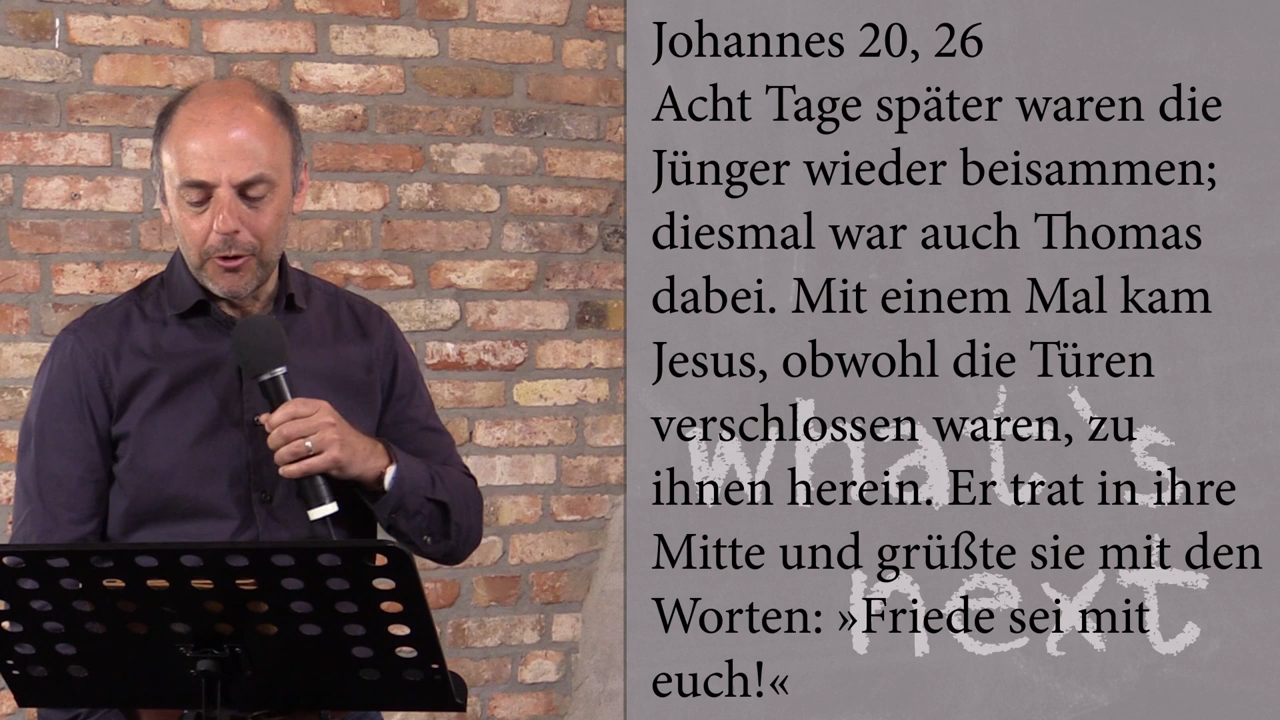 Johannes 20, 26
Acht Tage später waren die
Jünger wieder beisammen;
diesmal war auch Thomas
dabei. Mit einem Mal kam
Jesus, obwohl die Türen
verschlossen waren, zu
ihnen herein. Er trat in ihre
Mitte und grüßte sie mit den
Worten: »Friede sei mit
euch!«
what's
next